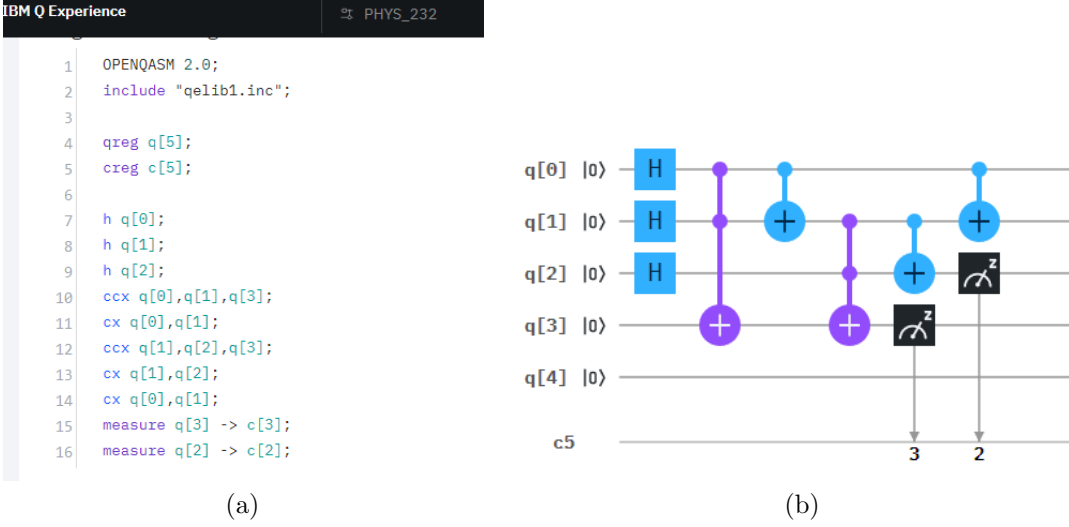 IBM Q Experience
PHYS_232
1 OPENQASM 2.0;
2 include "qelib1.inc";
3
4 qreg q[5];
5 creg c[5];
6
7 h q[0];
8 h q[1];
9 h q[2];
10 ccx q[0],q[1],q[3];
11 cx q[0],q[1];
12 ccx q[1],q[2],q[3];
13 cx q[1],q[2];
14 cx q[0],q[1];
15 measure q[3] -> c[3];
16 measure q[2] -> c[2];
(a)
q[0] |0⟩ H
q[1] |0⟩ H + +
q[2] |0⟩ H + z
q[3] |0⟩ + + z
q[4] |0⟩
c5
3 2
(b)